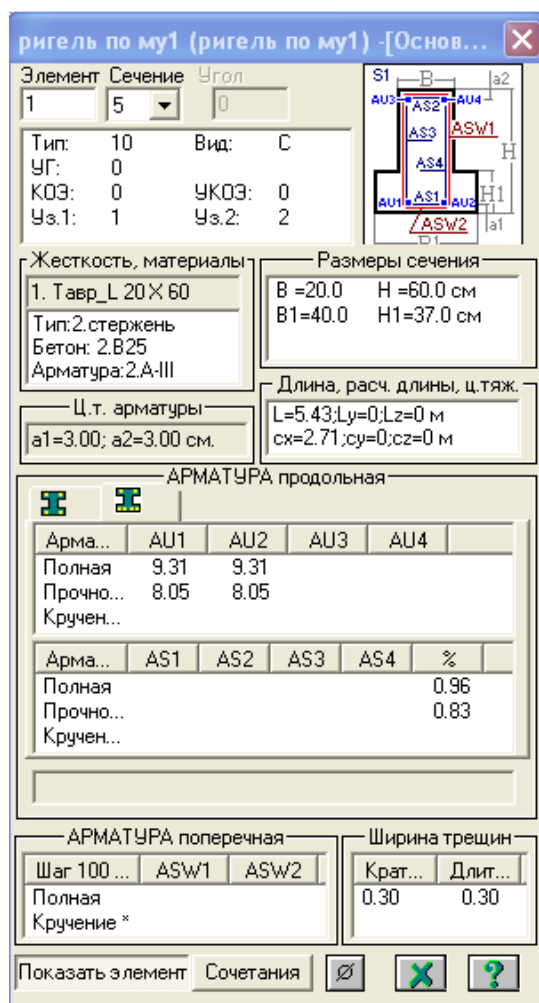 ригель по му1 (ригель по му1) -[Основ...
Элемент Сечение Угол
1 5 0
Тип: 10 Вид: С
УГ: 0
КОЭ: 0 УКОЭ: 0
Уз.1: 1 Уз.2: 2
S1 B a2
AU3 AS2 AU4
AS3 ASW1
H
AS4
AU1 AS1 AU2 H1
ASW2 a1
B1
Жесткость, материалы
1. Тавр_L 20 X 60
Тип:2.стержень
Бетон: 2.В25
Арматура:2.А-III
Размеры сечения
B =20.0 H =60.0 см
B1=40.0 H1=37.0 см
Ц.т. арматуры
a1=3.00; a2=3.00 см.
Длина, расч. длины, ц.тяж.
L=5.43;Ly=0;Lz=0 м
cx=2.71;cy=0;cz=0 м
АРМАТУРА продольная
Арма... AU1 AU2 AU3 AU4
Полная 9.31 9.31
Прочно... 8.05 8.05
Кручен...
Арма... AS1 AS2 AS3 AS4 %
Полная 0.96
Прочно... 0.83
Кручен...
АРМАТУРА поперечная
Шаг 100 ... ASW1 ASW2
Полная
Кручение *
Ширина трещин
Крат... Длит...
0.30 0.30
Показать элемент Сочетания Ø ?